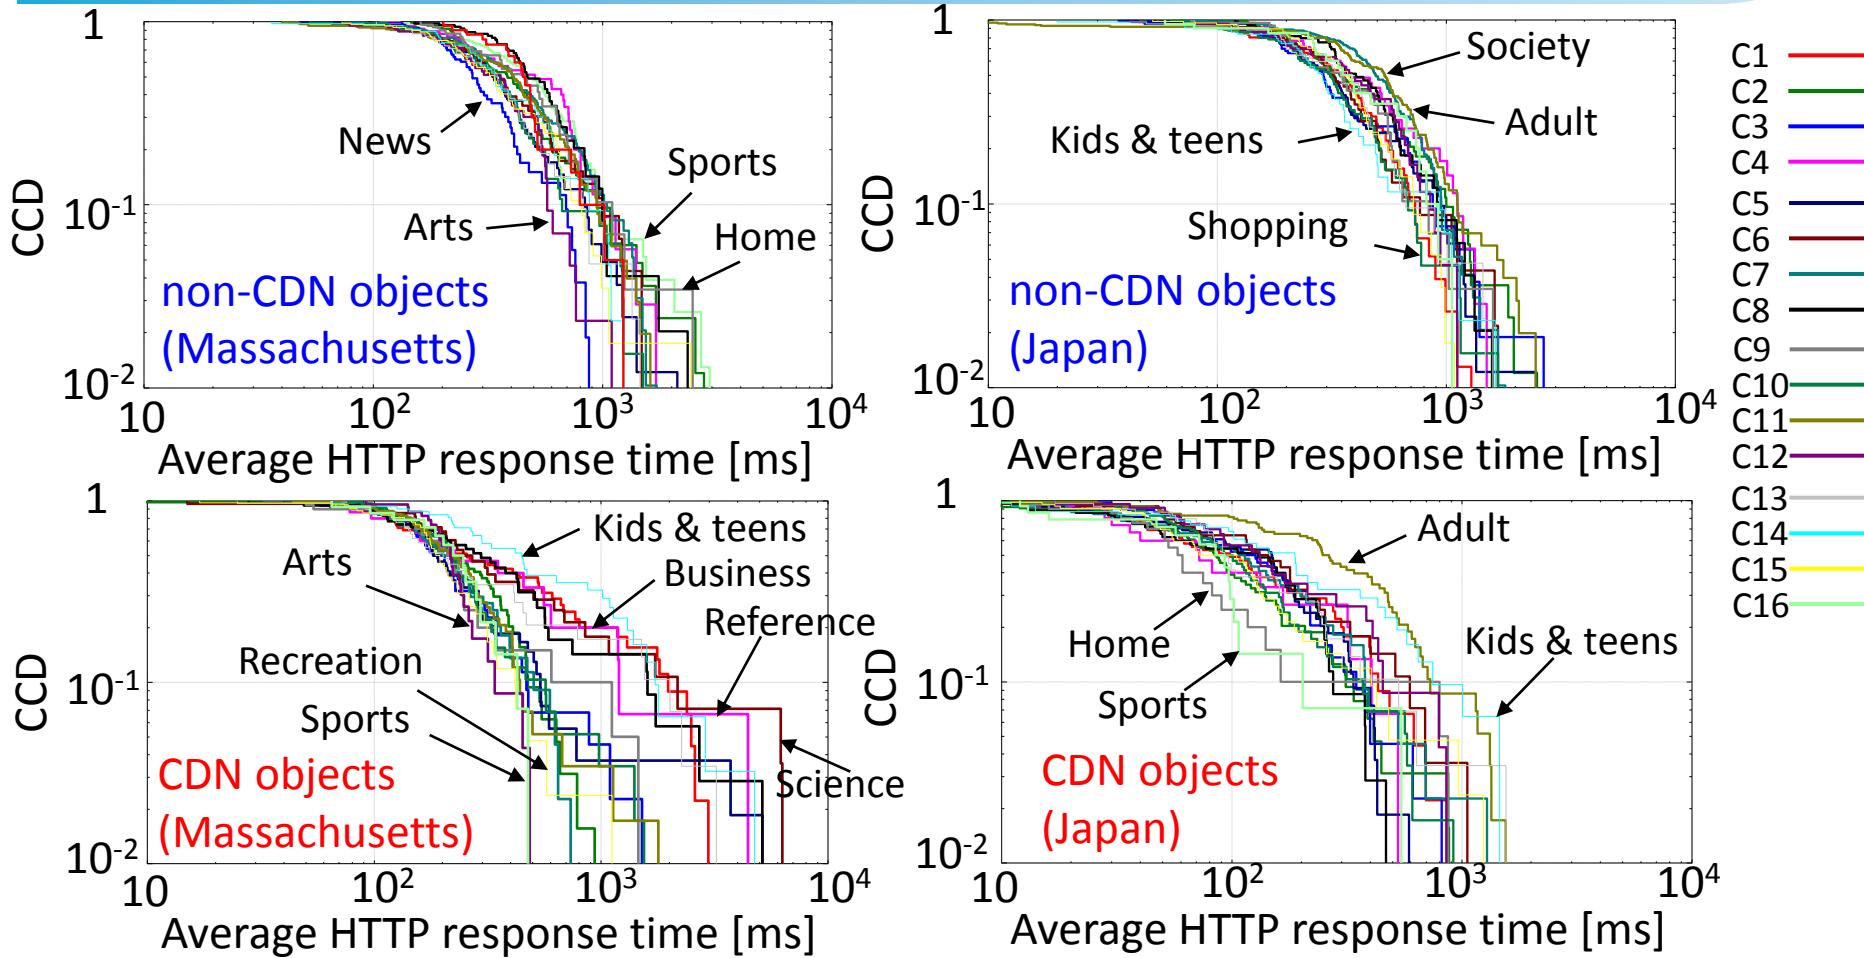 1
10⁻¹
10⁻²
CCD
News
Arts
Sports
Home
non-CDN objects
(Massachusetts)
10
10²
10³
10⁴
Average HTTP response time [ms]
1
10⁻¹
10⁻²
CCD
Society
Adult
Kids & teens
Shopping
non-CDN objects
(Japan)
10
10²
10³
10⁴
Average HTTP response time [ms]
1
10⁻¹
10⁻²
CCD
Kids & teens
Arts
Business
Reference
Recreation
Sports
Science
CDN objects
(Massachusetts)
10
10²
10³
10⁴
Average HTTP response time [ms]
1
10⁻¹
10⁻²
CCD
Adult
Home
Kids & teens
Sports
CDN objects
(Japan)
10
10²
10³
10⁴
Average HTTP response time [ms]
C1
C2
C3
C4
C5
C6
C7
C8
C9
C10
C11
C12
C13
C14
C15
C16